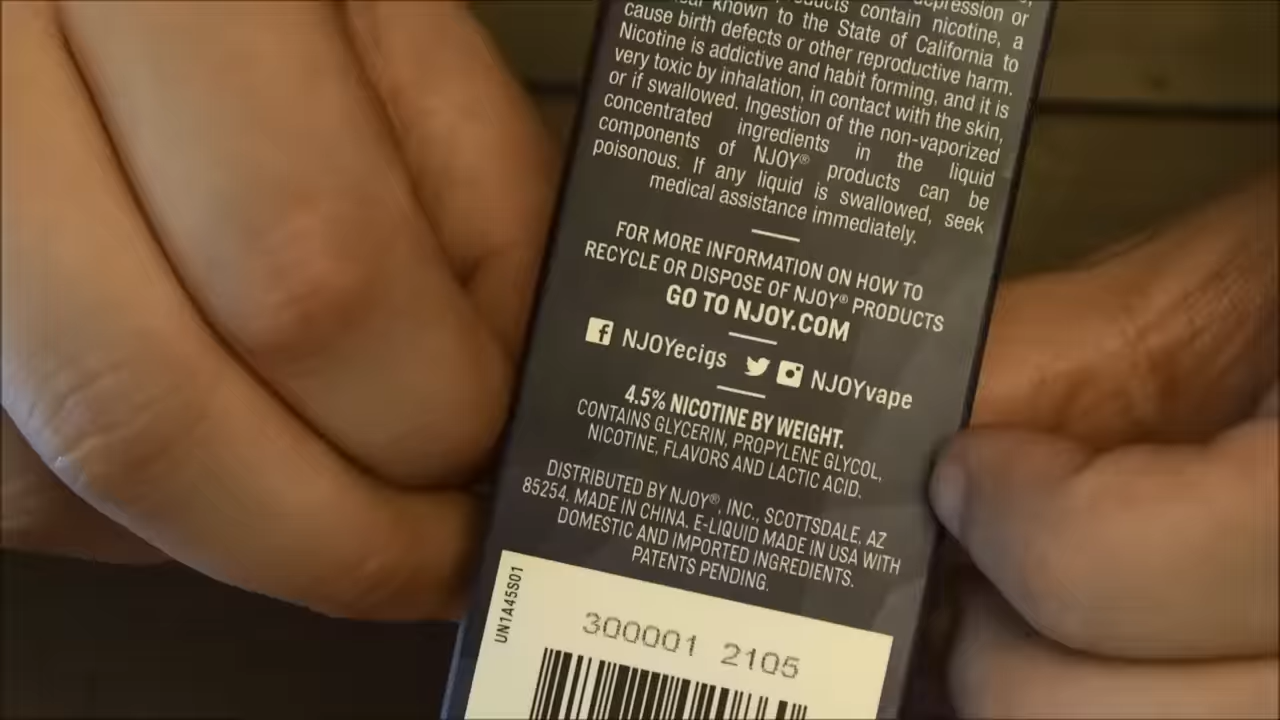 depression or
products contain nicotine, a
known to the State of California to
cause birth defects or other reproductive harm.
Nicotine is addictive and habit forming, and it is
very toxic by inhalation, in contact with the skin,
or if swallowed. Ingestion of the non-vaporized
concentrated ingredients in the liquid
components of NJOY® products can be
poisonous. If any liquid is swallowed, seek
medical assistance immediately.
FOR MORE INFORMATION ON HOW TO
RECYCLE OR DISPOSE OF NJOY® PRODUCTS
GO TO NJOY.COM
NJOYecigs NJOYvape
4.5% NICOTINE BY WEIGHT.
CONTAINS GLYCERIN, PROPYLENE GLYCOL,
NICOTINE, FLAVORS AND LACTIC ACID.
DISTRIBUTED BY NJOY®, INC., SCOTTSDALE, AZ
85254. MADE IN CHINA. E-LIQUID MADE IN USA WITH
DOMESTIC AND IMPORTED INGREDIENTS.
PATENTS PENDING.
UN1A45S01
300001 2105